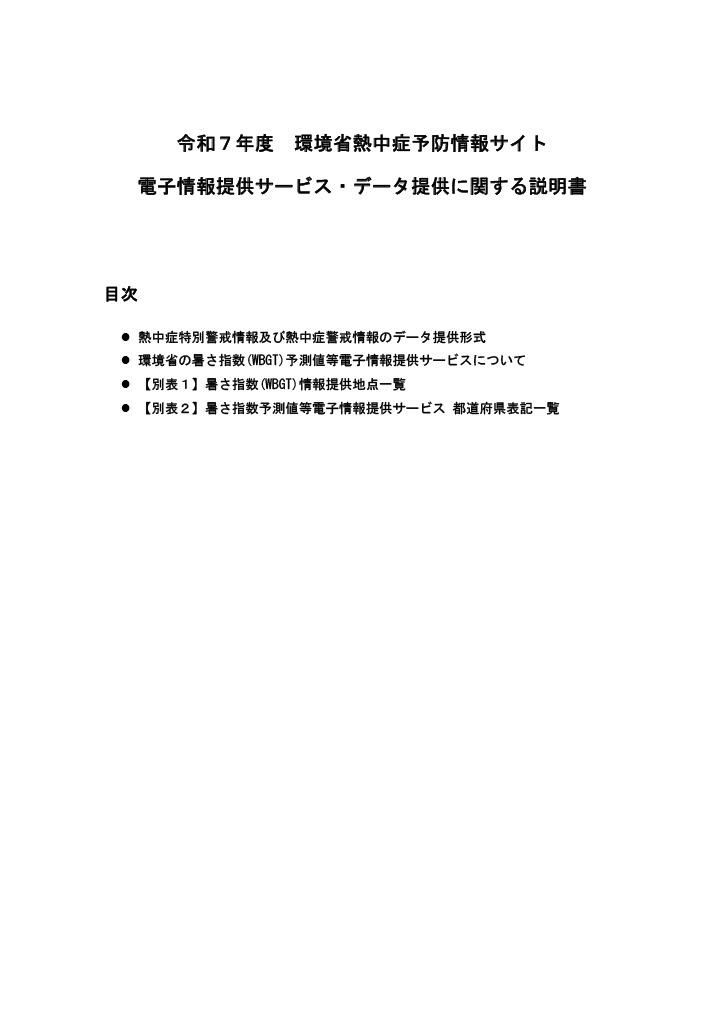 令和７年度　環境省熱中症予防情報サイト
電子情報提供サービス・データ提供に関する説明書
目次
● 熱中症特別警戒情報及び熱中症警戒情報のデータ提供形式
● 環境省の暑さ指数(WBGT)予測値等電子情報提供サービスについて
● 【別表１】暑さ指数(WBGT)情報提供地点一覧
● 【別表２】暑さ指数予測値等電子情報提供サービス 都道府県表記一覧